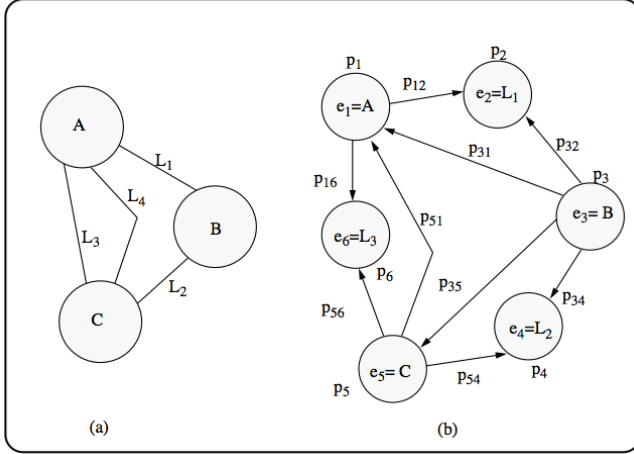 A
L1
L4
L3
B
L2
C
(a)
p1
p12
p2
e1=A
e2=L1
p31
p32
p3
p16
p51
e3= B
e6=L3
p6
p35
p34
p56
e4=L2
e5= C
p54
p4
p5
(b)